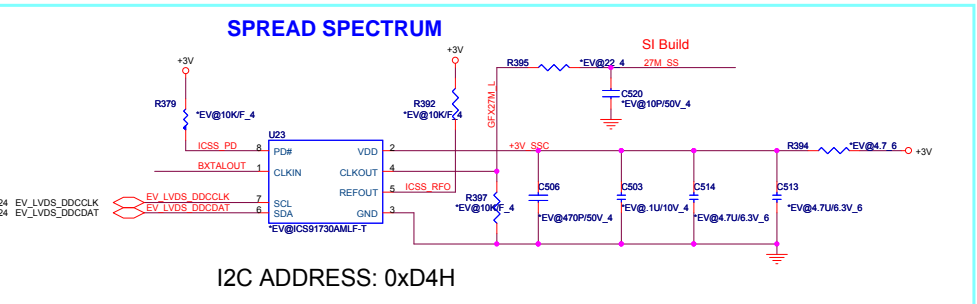 SPREAD SPECTRUM
+3V
+3V
SI Build
R379
*EV@10K/F_4
R392
*EV@10K/F_4
GFX27M_L
R395
*EV@22_4
27M_SS
C520
*EV@10P/50V_4
U23
ICSS_PD
8
PD#
VDD
2
+3V_SSC
R394
*EV@4.7_6
+3V
BXTALOUT
1
CLKIN
CLKOUT
4
REFOUT
5
ICSS_RFO
24 EV_LVDS_DDCCLK
EV_LVDS_DDCCLK
7
SCL
24 EV_LVDS_DDCDAT
EV_LVDS_DDCDAT
6
SDA
GND
3
*EV@ICS91730AMLF-T
R397
*EV@10K/F_4
C506
*EV@470P/50V_4
C503
*EV@.1U/10V_4
C514
*EV@4.7U/6.3V_6
C513
*EV@4.7U/6.3V_6
I2C ADDRESS: 0xD4H